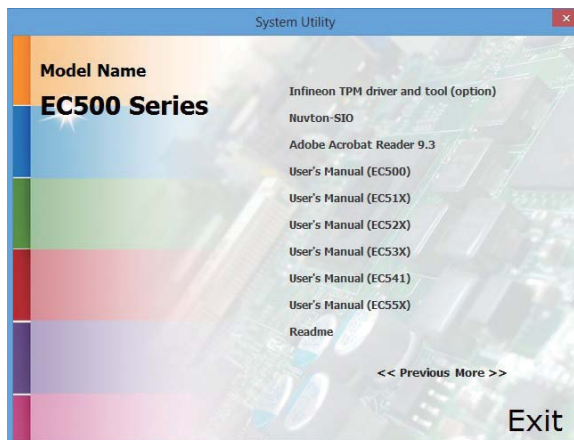 System Utility
Model Name
EC500 Series
Infineon TPM driver and tool (option)
Nuvton-SIO
Adobe Acrobat Reader 9.3
User's Manual (EC500)
User's Manual (EC51X)
User's Manual (EC52X)
User's Manual (EC53X)
User's Manual (EC541)
User's Manual (EC55X)
Readme
<< Previous More >>
Exit